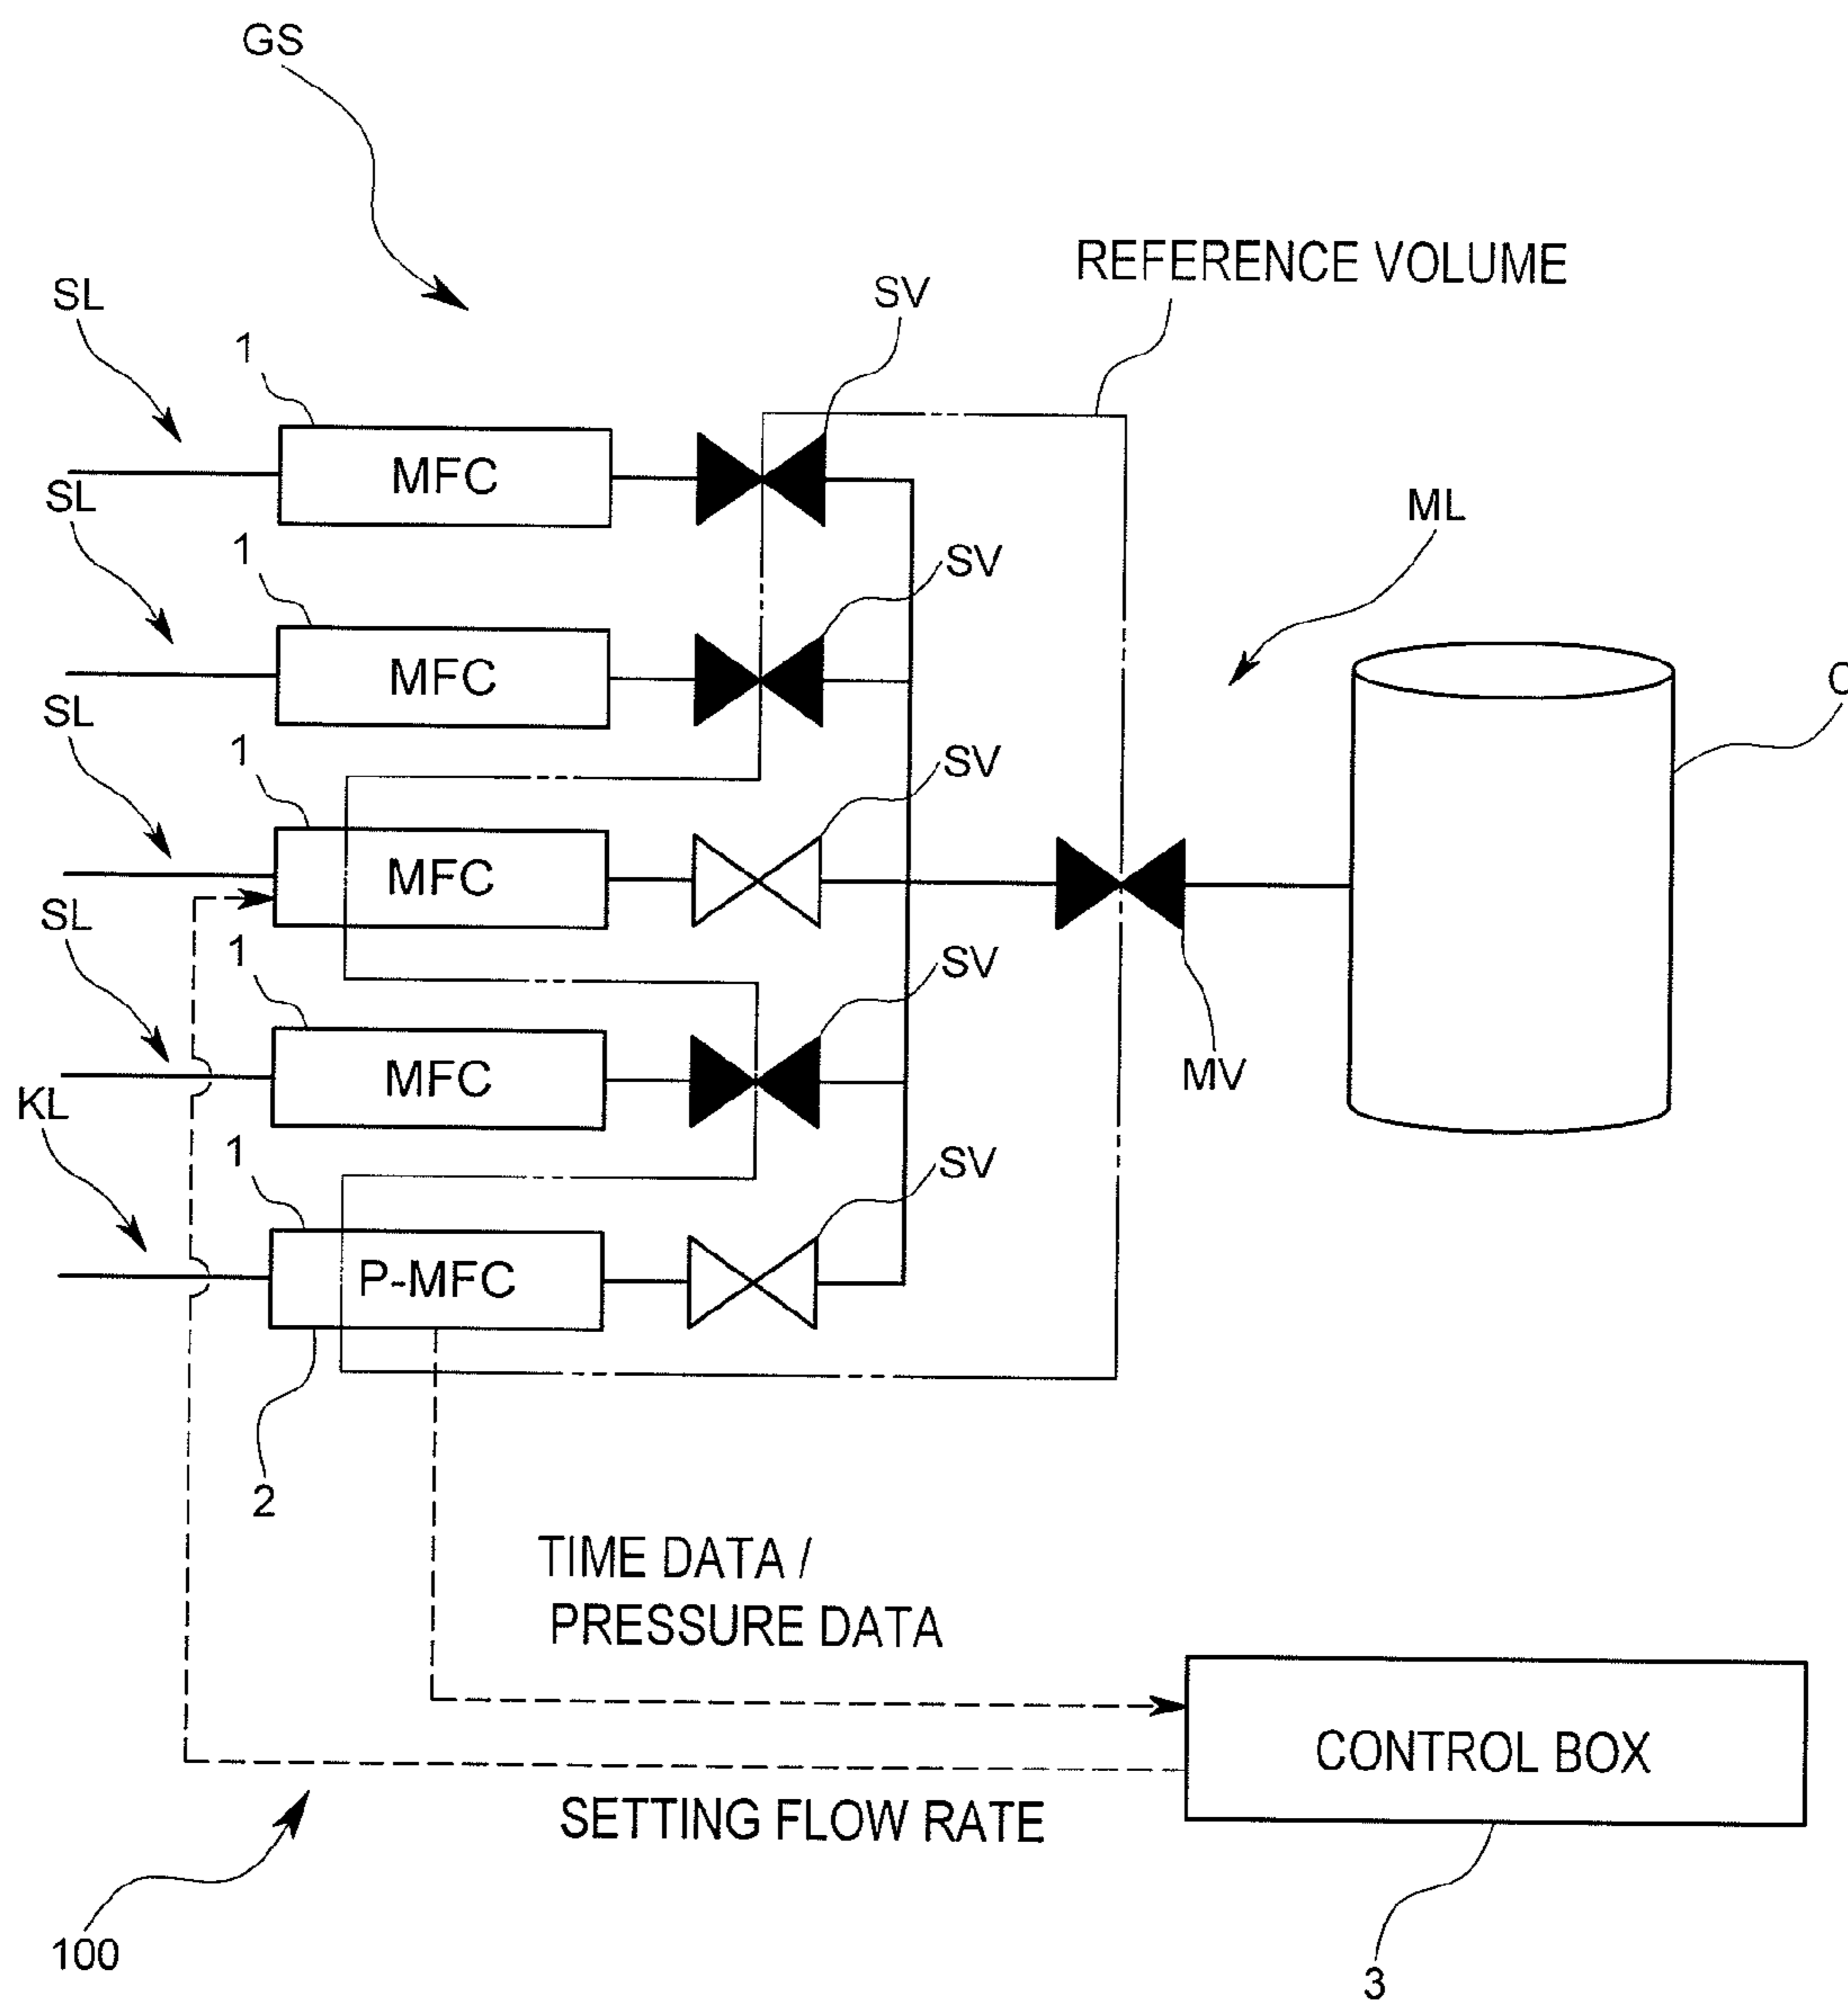 GS
REFERENCE VOLUME
SL
SV
1
MFC
SL
ML
1
SV
MFC
C
SL
1
SV
MFC
SL
1
SV
MFC
MV
KL
1
SV
P-MFC
2
TIME DATA /
PRESSURE DATA
CONTROL BOX
SETTING FLOW RATE
100
3